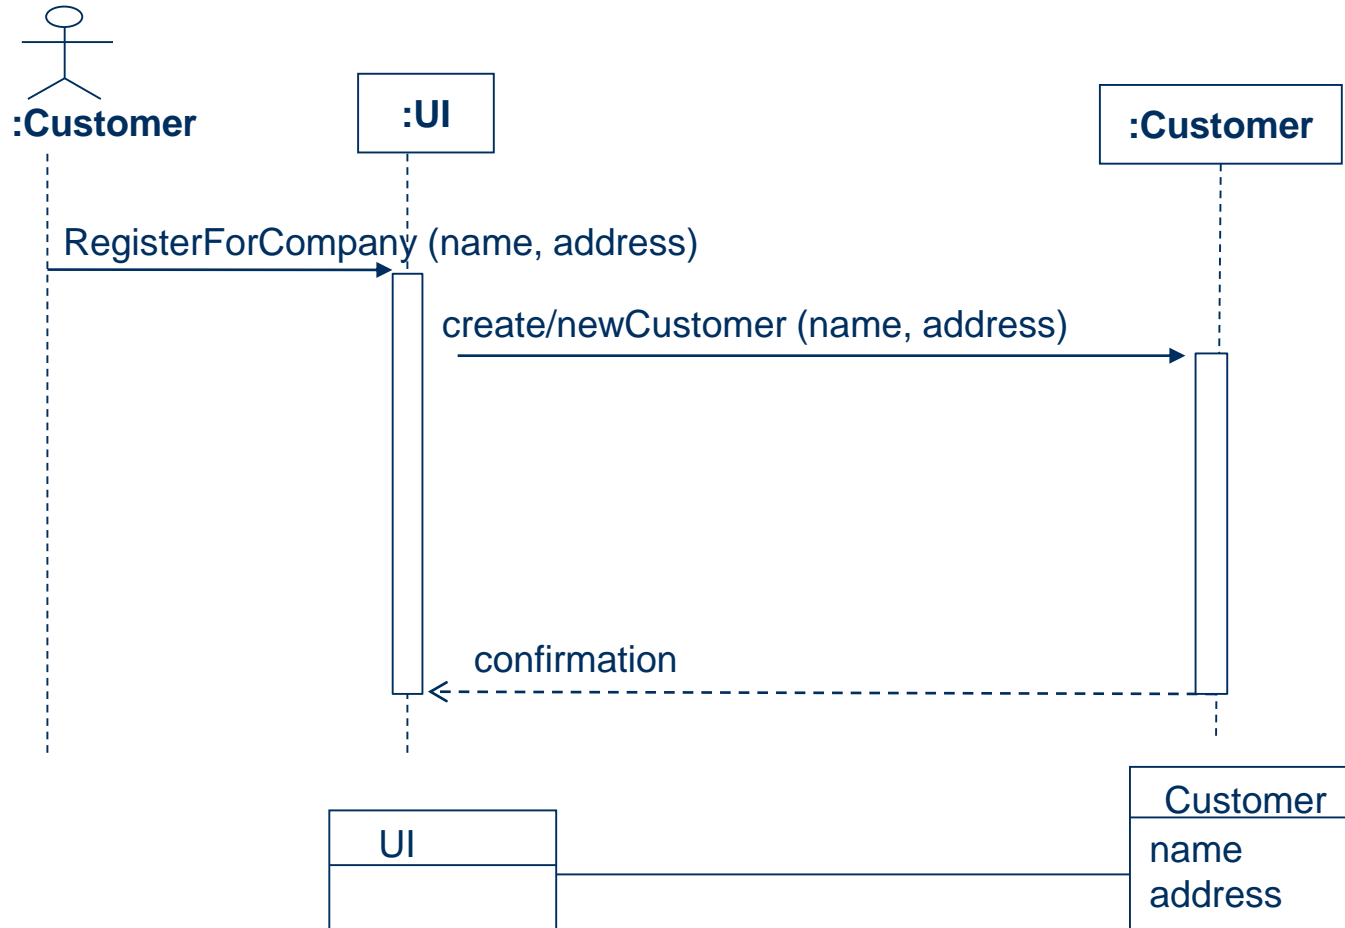 :Customer
:UI
:Customer
RegisterForCompany (name, address)
create/newCustomer (name, address)
confirmation
UI
Customer
name
address